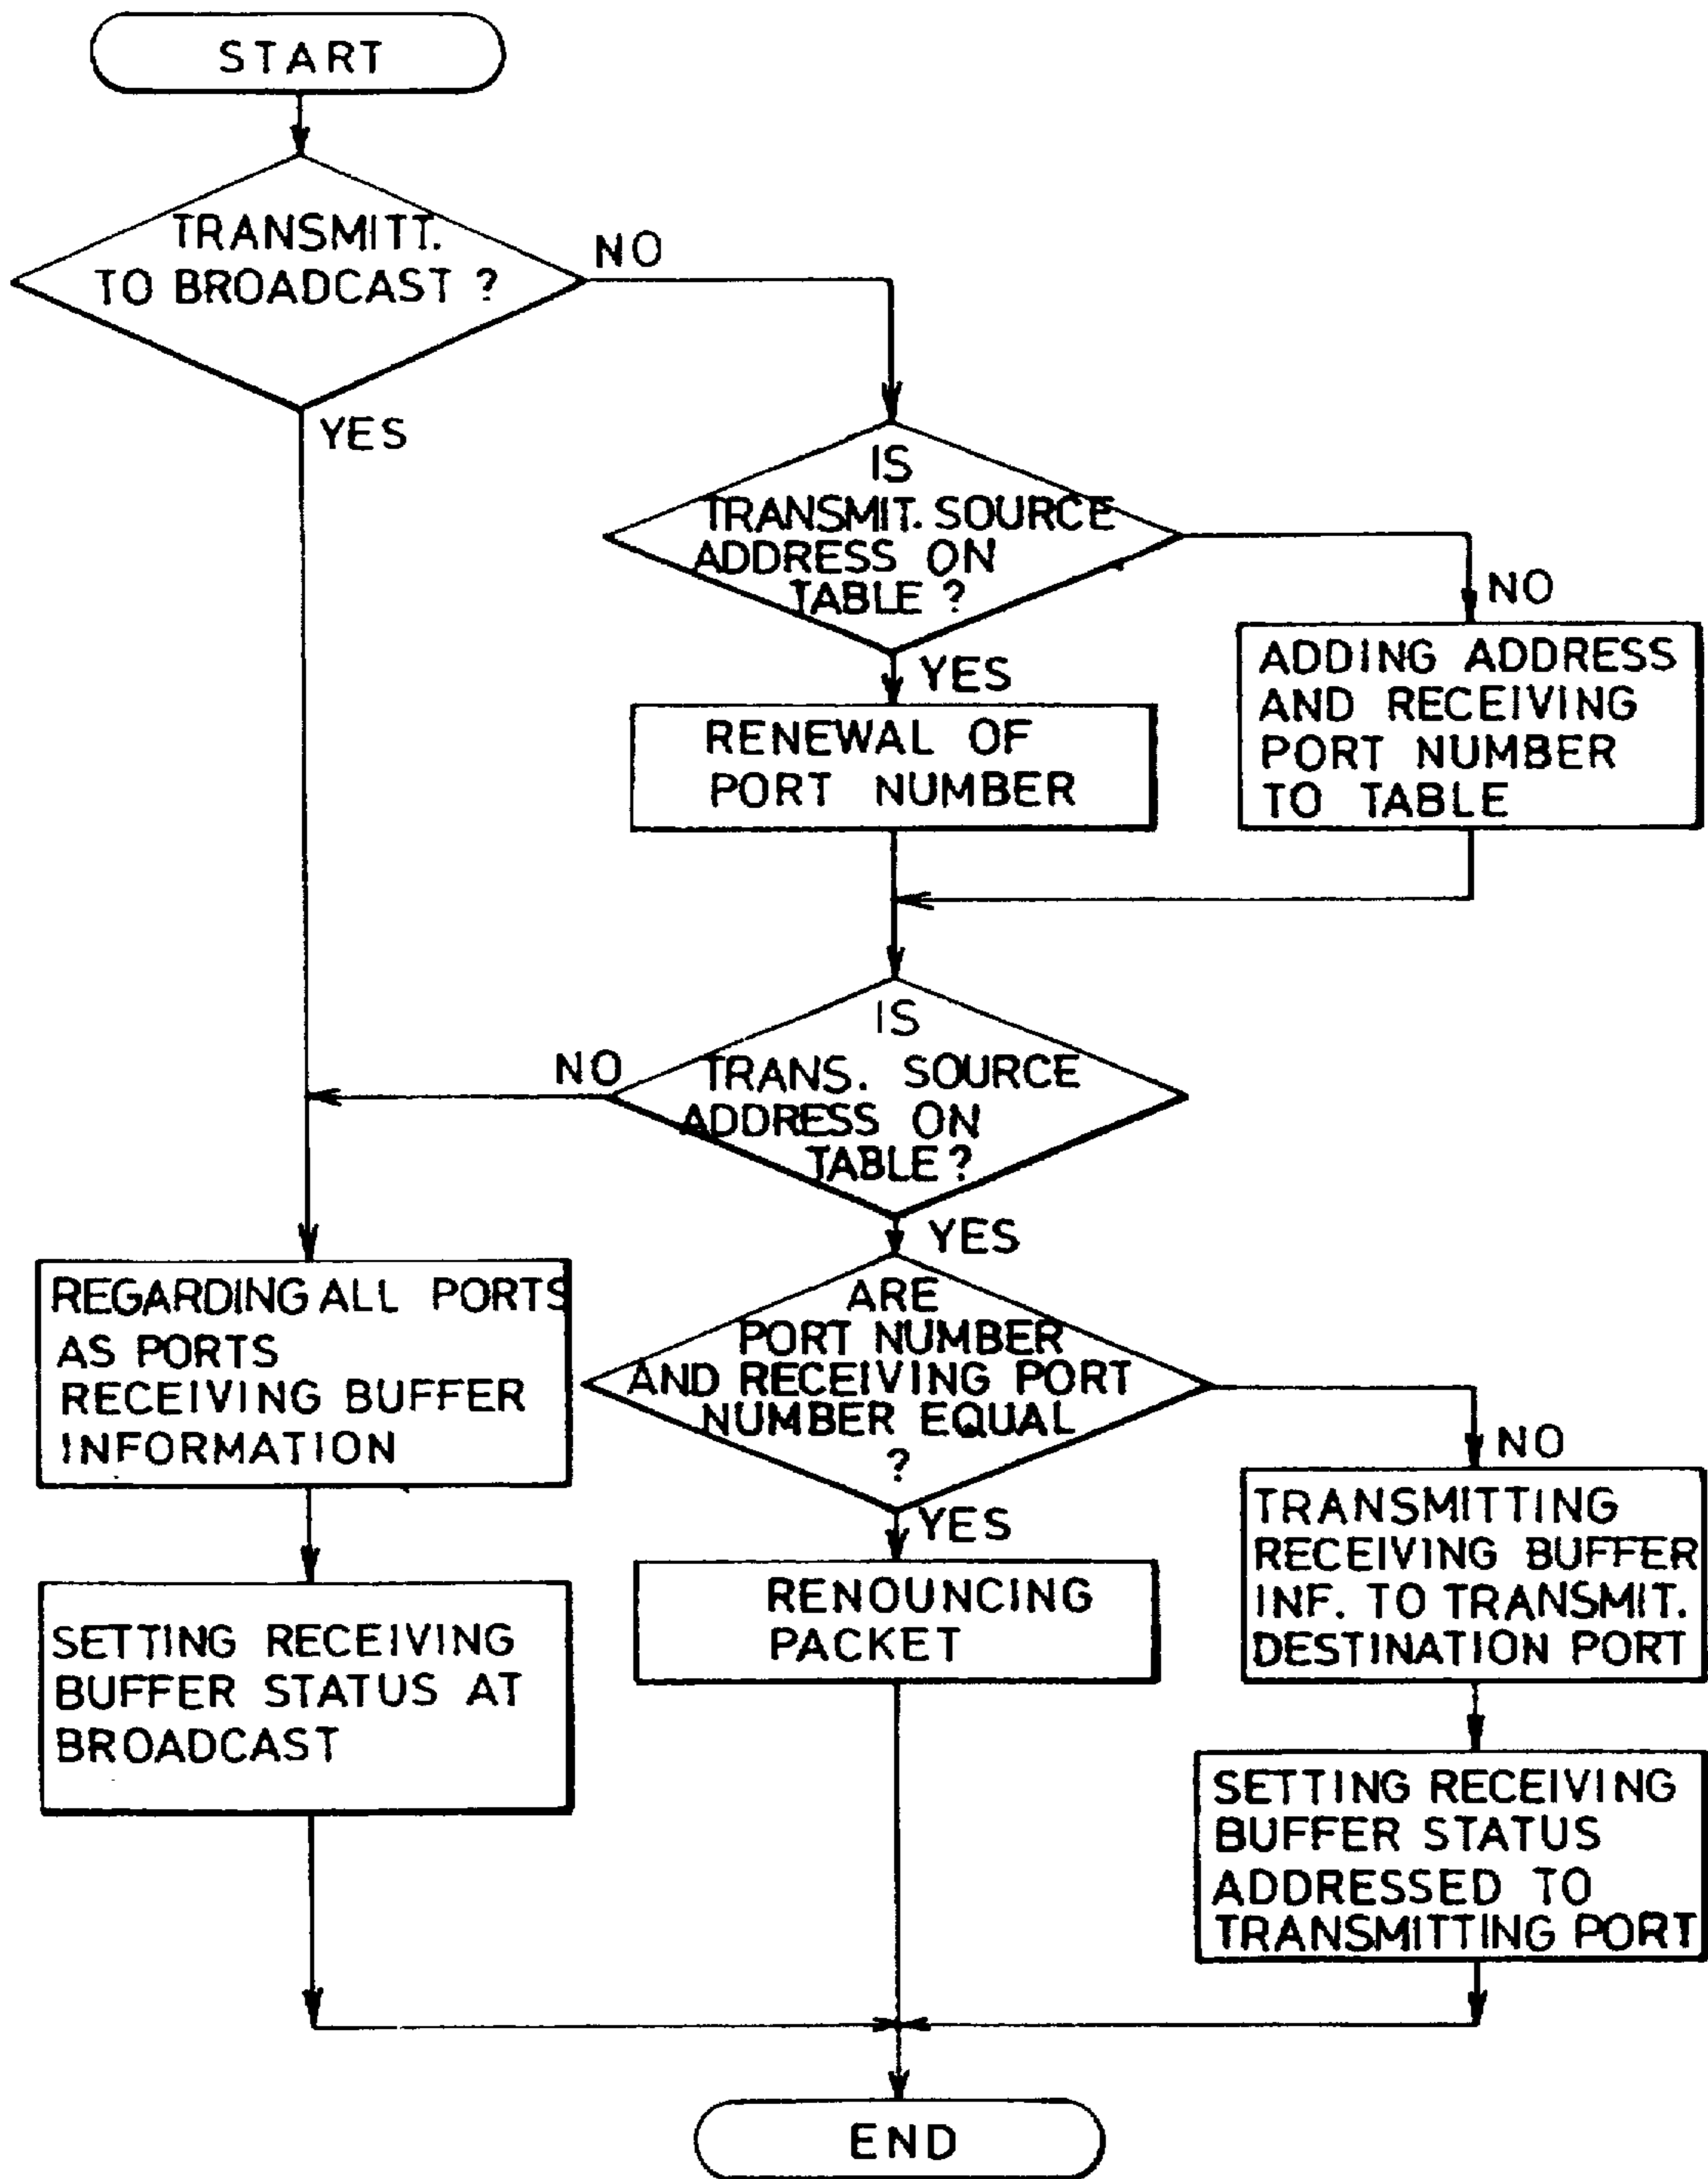 START
TRANSMITT.
TO BROADCAST ?
NO
YES
IS
TRANSMIT. SOURCE
ADDRESS ON
TABLE ?
NO
YES
ADDING ADDRESS
AND RECEIVING
PORT NUMBER
TO TABLE
RENEWAL OF
PORT NUMBER
IS
TRANS. SOURCE
ADDRESS ON
TABLE ?
NO
YES
REGARDING ALL PORTS
AS PORTS
RECEIVING BUFFER
INFORMATION
ARE
PORT NUMBER
AND RECEIVING PORT
NUMBER EQUAL
?
NO
YES
TRANSMITTING
RECEIVING BUFFER
INF. TO TRANSMIT.
DESTINATION PORT
RENOUNCING
PACKET
SETTING RECEIVING
BUFFER STATUS AT
BROADCAST
SETTING RECEIVING
BUFFER STATUS
ADDRESSED TO
TRANSMITTING PORT
END